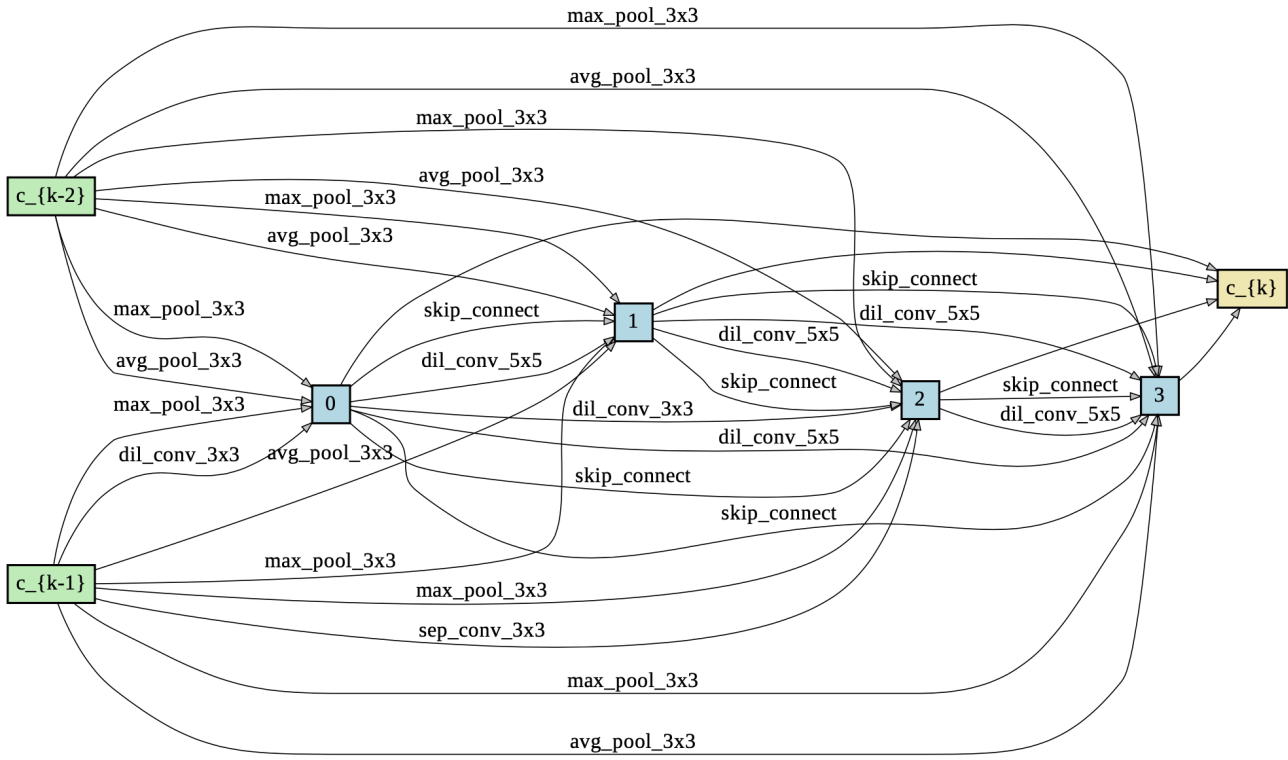 max_pool_3x3
avg_pool_3x3
max_pool_3x3
avg_pool_3x3
c_{k-2}
max_pool_3x3
avg_pool_3x3
skip_connect
c_{k}
max_pool_3x3
skip_connect
dil_conv_5x5
1
dil_conv_5x5
avg_pool_3x3
dil_conv_5x5
skip_connect
skip_connect
max_pool_3x3
0
dil_conv_3x3
2
3
dil_conv_5x5
dil_conv_5x5
dil_conv_3x3
avg_pool_3x3
skip_connect
skip_connect
max_pool_3x3
c_{k-1}
max_pool_3x3
sep_conv_3x3
max_pool_3x3
avg_pool_3x3